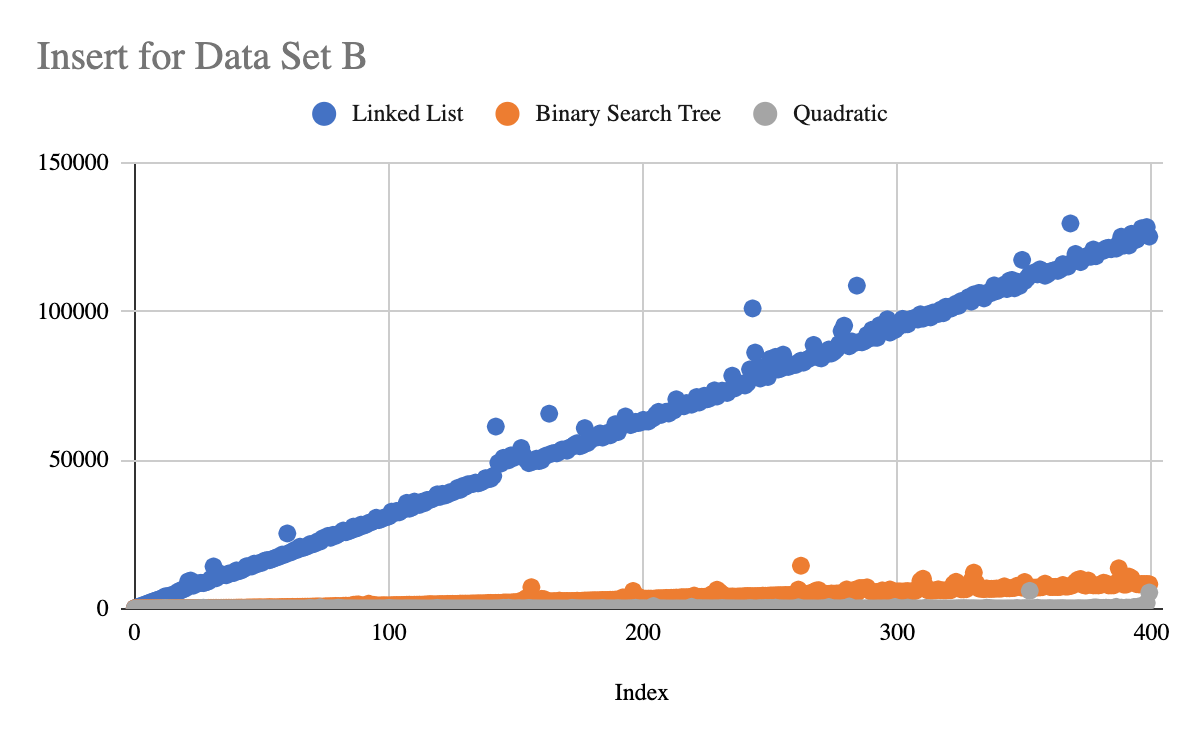 Insert for Data Set B
Linked List Binary Search Tree Quadratic
150000
100000
50000
0
0 100 200 300 400
Index